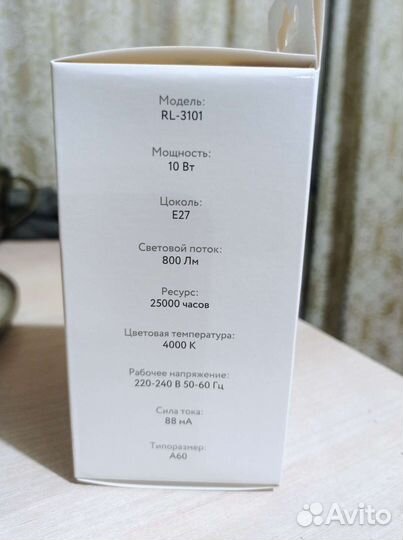 Модель:
RL-3101
Мощность:
10 Вт
Цоколь:
E27
Световой поток:
800 Лм
Ресурс:
25000 часов
Цветовая температура:
4000 К
Рабочее напряжение:
220-240 В 50-60 Гц
Сила тока:
88 мА
Типоразмер:
A60
Avito